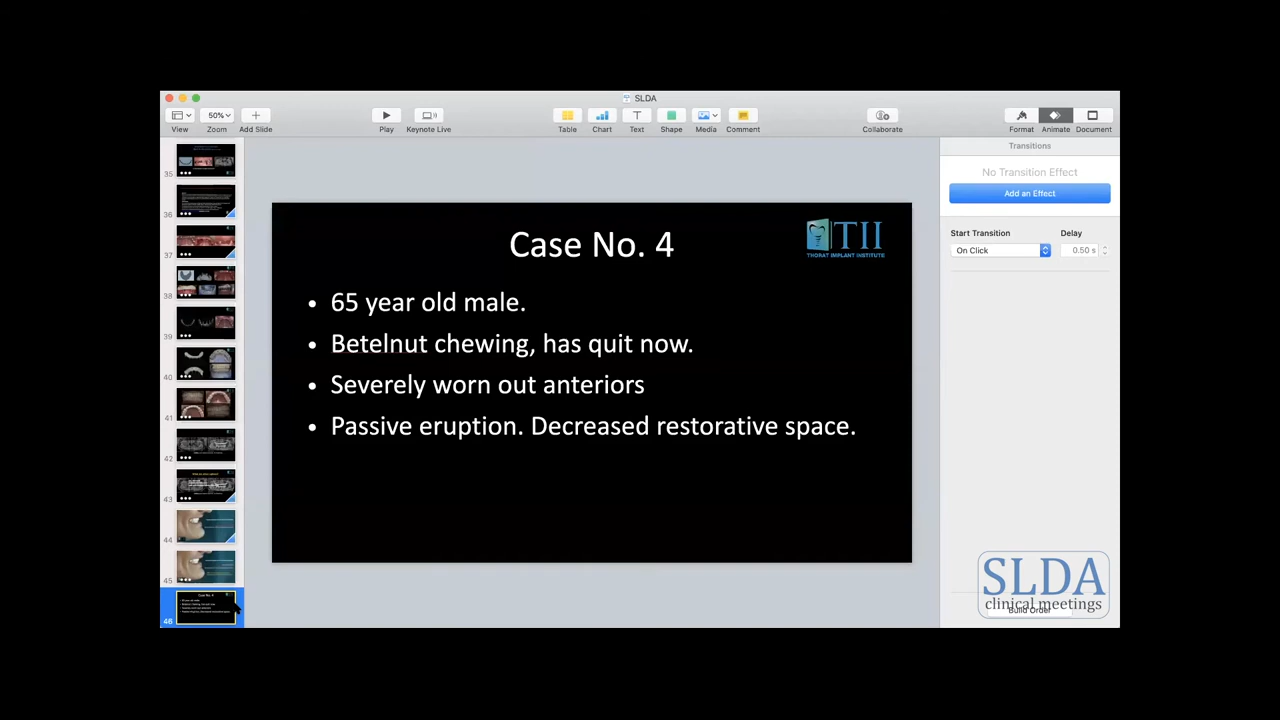 SLDA
View
50%
Zoom
Add Slide
Play
Keynote Live
Table
Chart
Text
Shape
Media
Comment
Collaborate
Format
Animate
Document
Transitions
No Transition Effect
Add an Effect
Start Transition
Delay
On Click
0.50 s
35
36
37
38
39
40
41
42
43
44
45
46
Case No. 4
TII
THORAT IMPLANT INSTITUTE
• 65 year old male.
• Betelnut chewing, has quit now.
• Severely worn out anteriors
• Passive eruption. Decreased restorative space.
SLDA
clinical meetings
Build Order